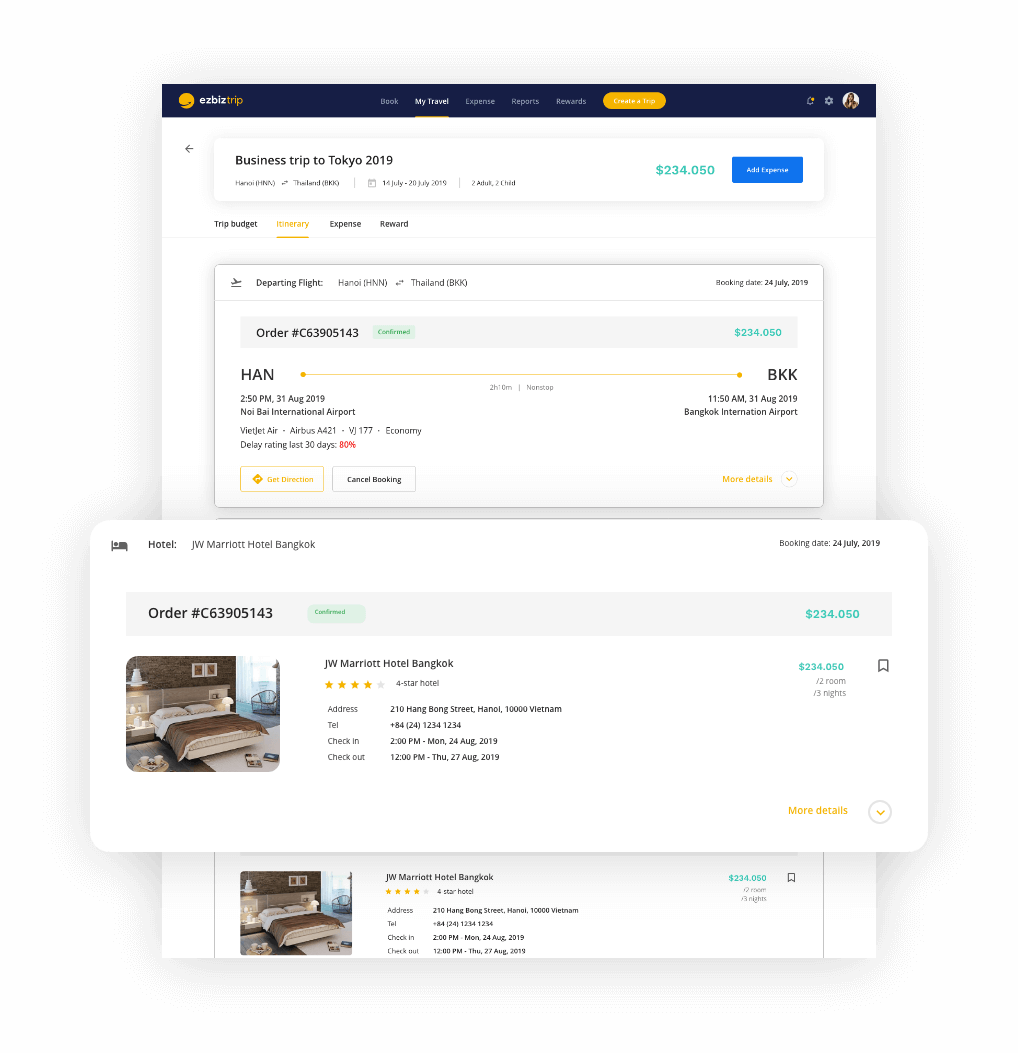 ezbiztrip Book My Travel Expense Reports Rewards Create a Trip
Business trip to Tokyo 2019
$234.050 Add Expense
Hanoi (HNN) Thailand (BKK) 14 July - 20 July 2019 2 Adult, 2 Child
Trip budget Itinerary Expense Reward
Departing Flight: Hanoi (HNN) Thailand (BKK) Booking date: 24 July, 2019
Order #C63905143 Confirmed $234.050
HAN BKK
2h10m | Nonstop
2:50 PM, 31 Aug 2019 11:50 AM, 31 Aug 2019
Noi Bai International Airport Bangkok Internation Airport
VietJet Air · Airbus A421 · VJ 177 · Economy
Delay rating last 30 days: 80%
Get Direction Cancel Booking More details
Hotel: JW Marriott Hotel Bangkok Booking date: 24 July, 2019
Order #C63905143 Confirmed $234.050
JW Marriott Hotel Bangkok $234.050
4-star hotel /2 room
/3 nights
Address 210 Hang Bong Street, Hanoi, 10000 Vietnam
Tel +84 (24) 1234 1234
Check in 2:00 PM - Mon, 24 Aug, 2019
Check out 12:00 PM - Thu, 27 Aug, 2019
More details
JW Marriott Hotel Bangkok $234.050
4-star hotel /2 room
/3 nights
Address 210 Hang Bong Street, Hanoi, 10000 Vietnam
Tel +84 (24) 1234 1234
Check in 2:00 PM - Mon, 24 Aug, 2019
Check out 12:00 PM - Thu, 27 Aug, 2019